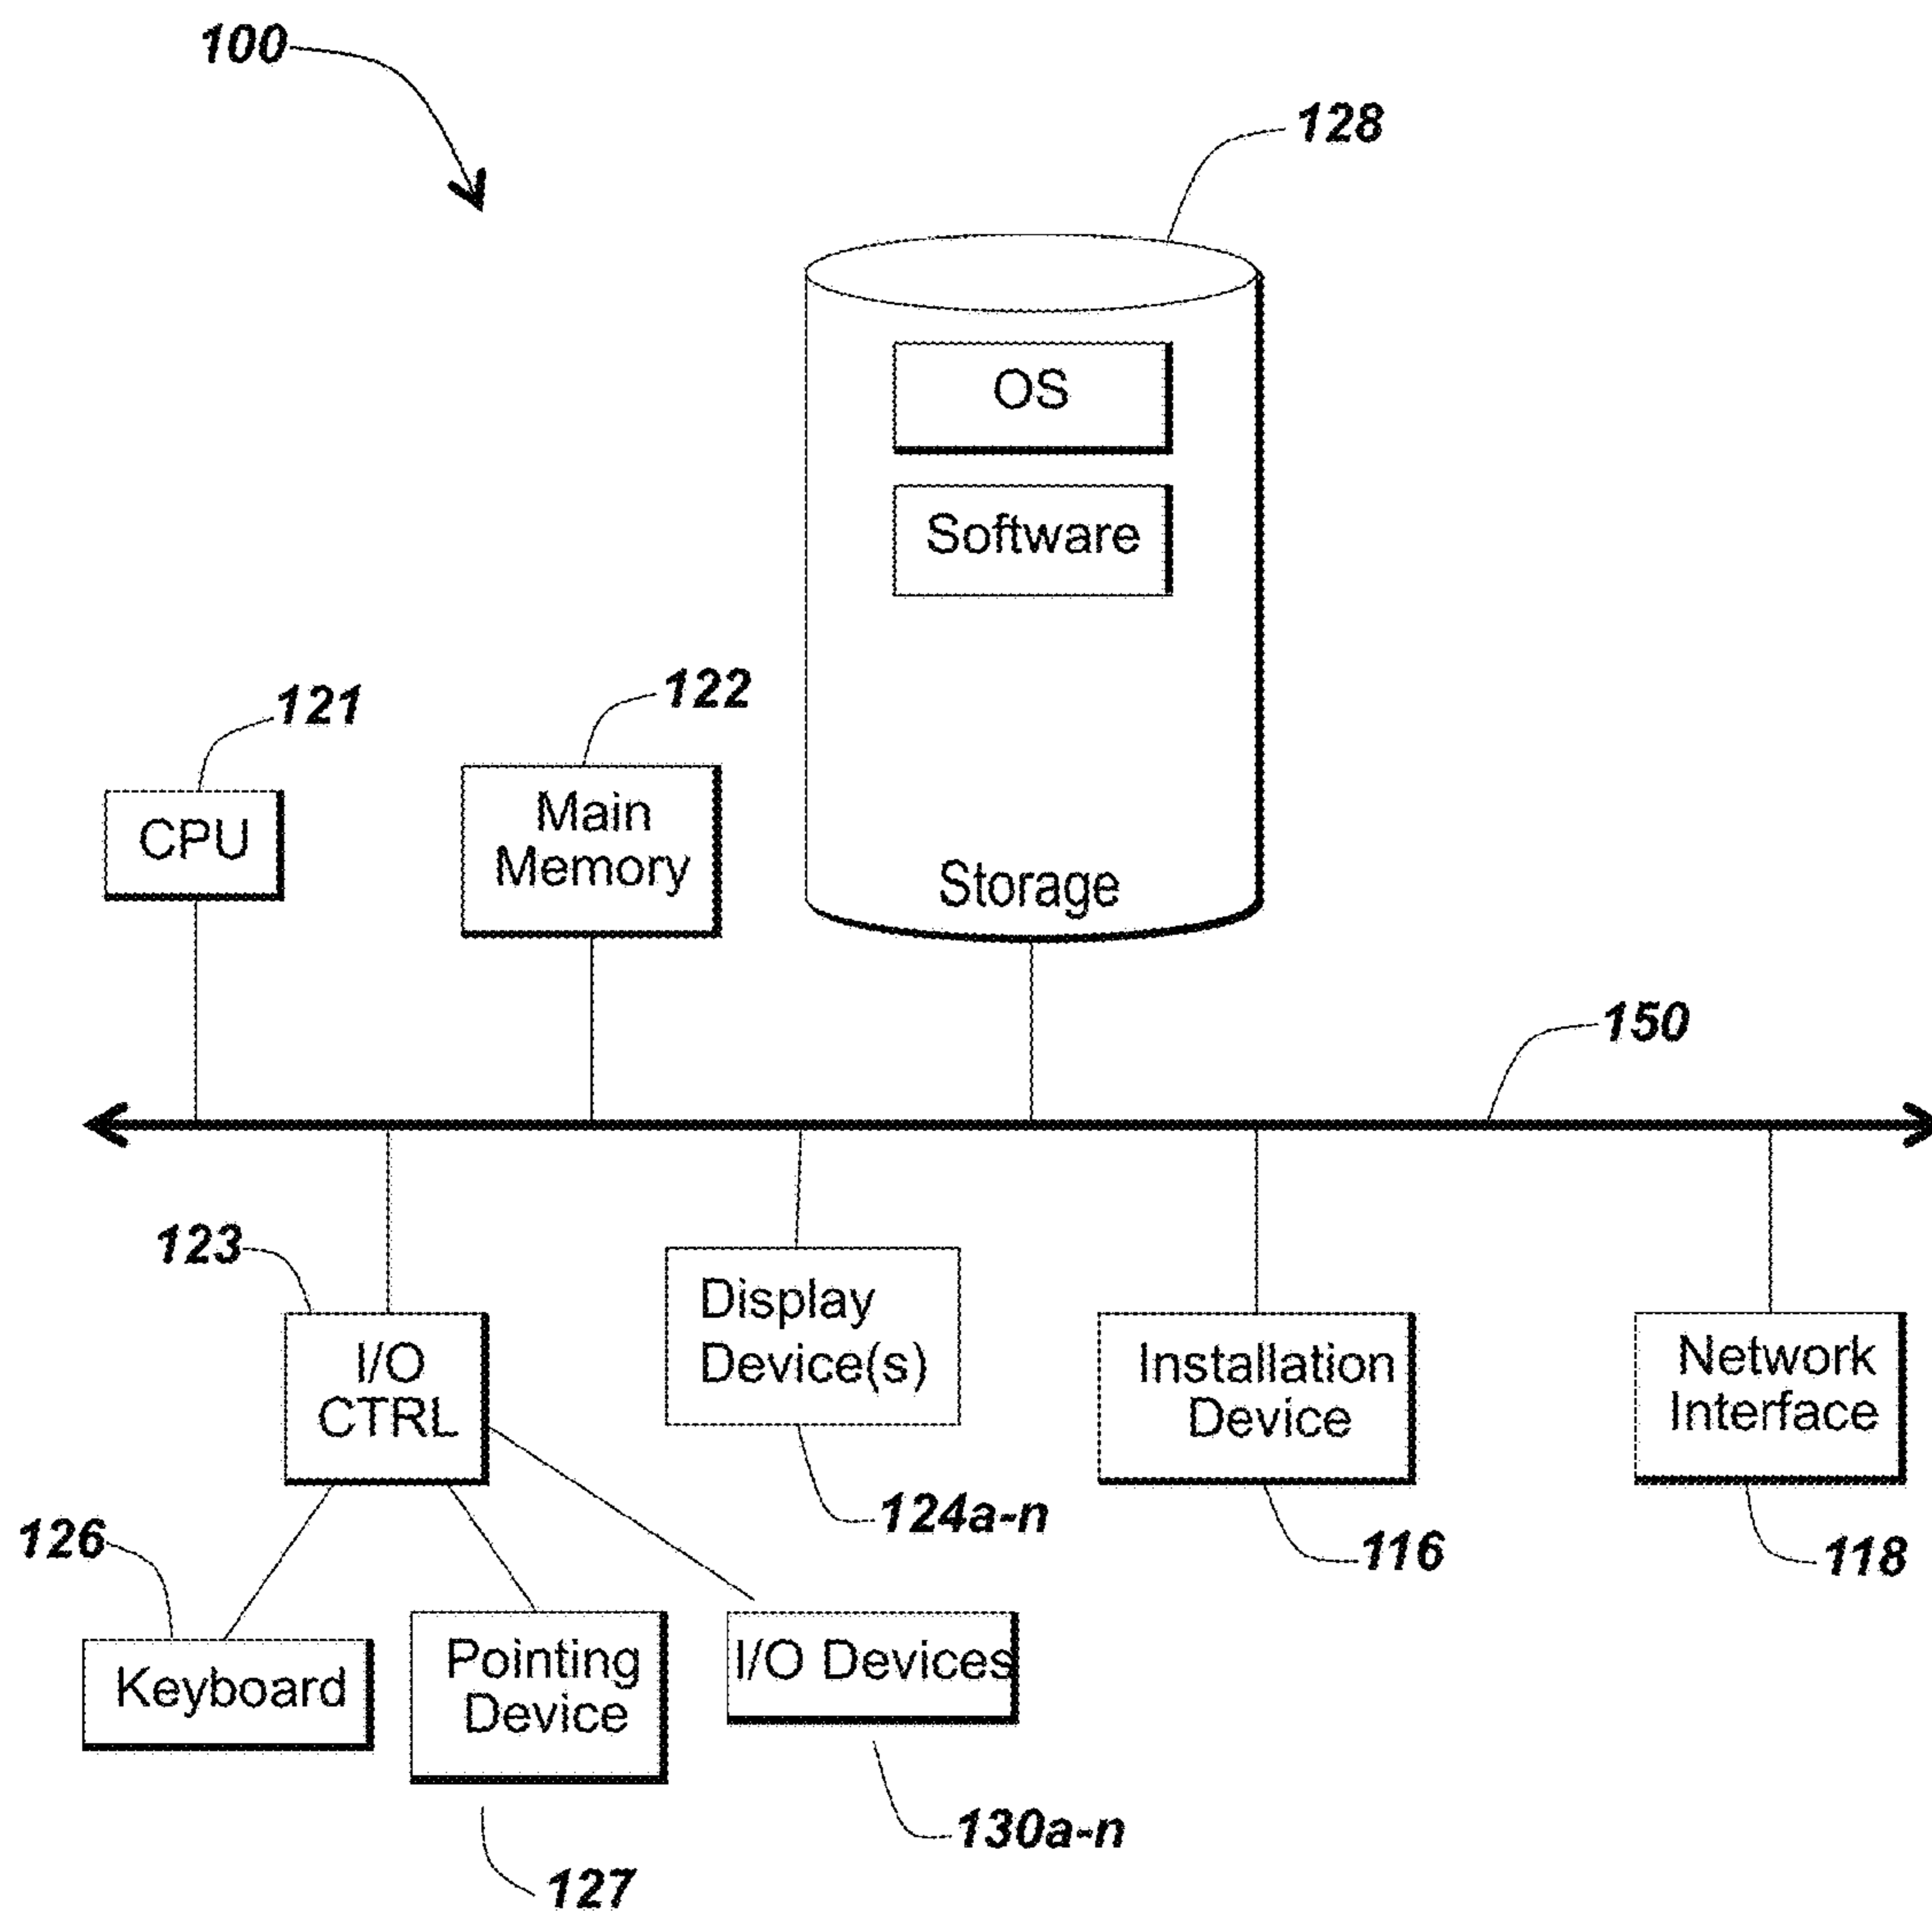 100
128
OS
Software
121
122
CPU
Main
Memory
Storage
150
123
I/O
CTRL
Display
Device(s)
Installation
Device
Network
Interface
124a-n
116
118
126
Keyboard
Pointing
Device
I/O Devices
130a-n
127